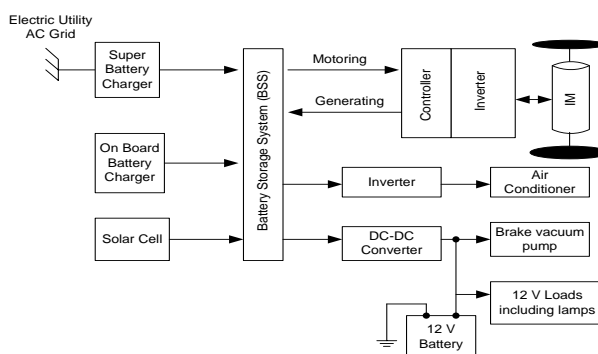 Electric Utility
AC Grid
Super
Battery
Charger
On Board
Battery
Charger
Solar Cell
Battery Storage System (BSS)
Motoring
Generating
Controller
Inverter
IM
Inverter
Air
Conditioner
DC-DC
Converter
Brake vacuum
pump
12 V Loads
including lamps
12 V
Battery